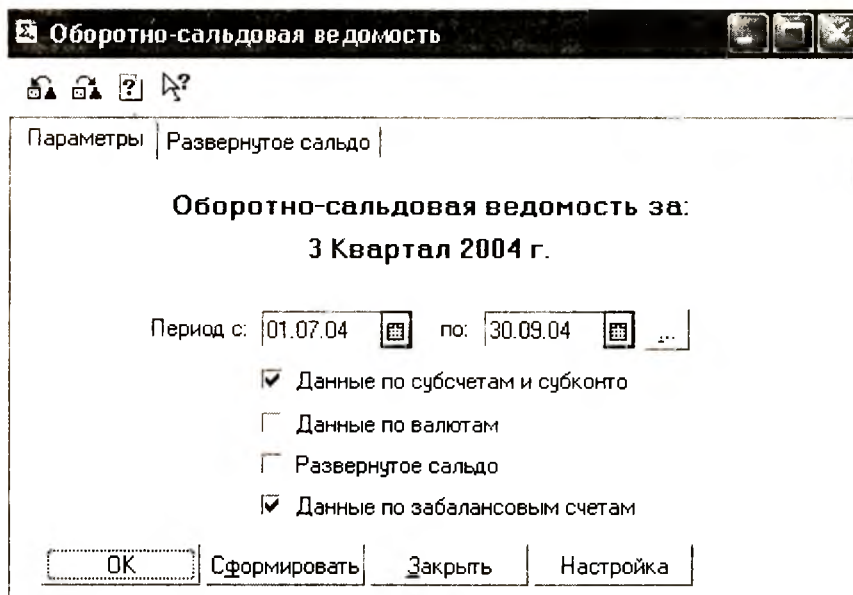 Оборотно-сальдовая ведомость
Параметры Развернутое сальдо
Оборотно-сальдовая ведомость за:
3 Квартал 2004 г.
Период с: 01.07.04 по: 30.09.04 ...
Данные по субсчетам и субконто
Данные по валютам
Развернутое сальдо
Данные по забалансовым счетам
OK Сформировать Закрыть Настройка